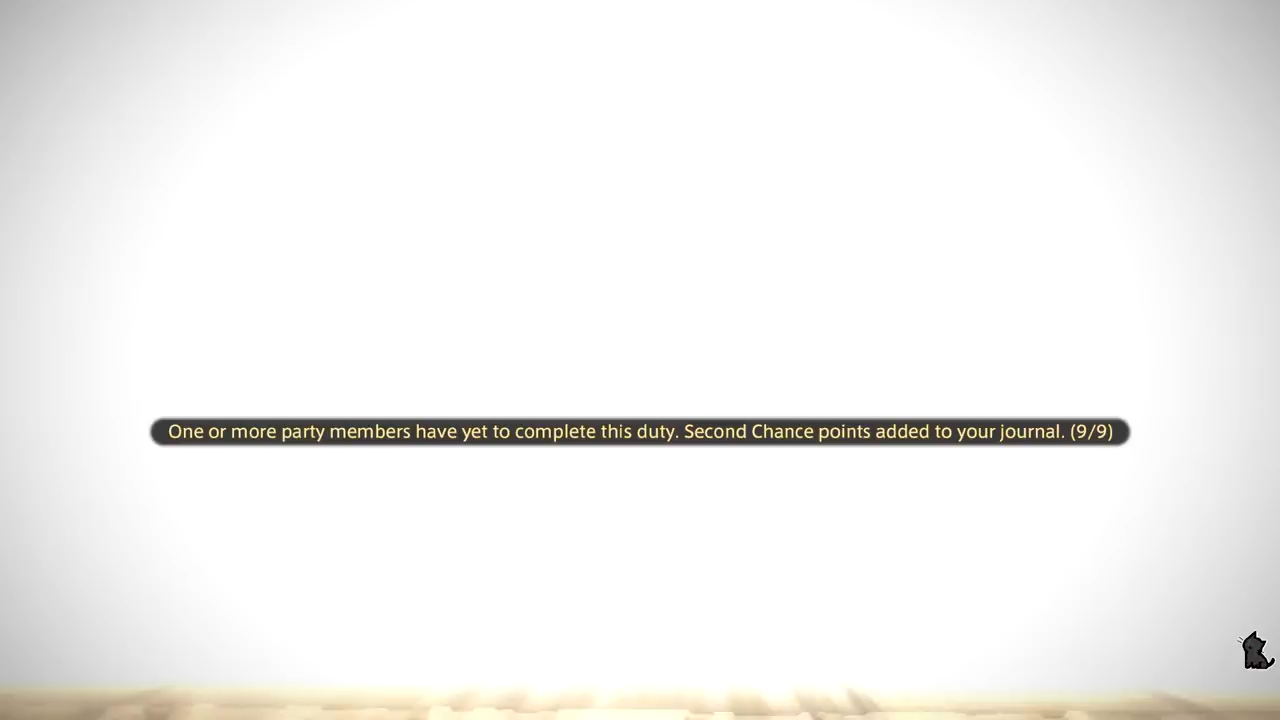 One or more party members have yet to complete this duty. Second Chance points added to your journal. (9/9)